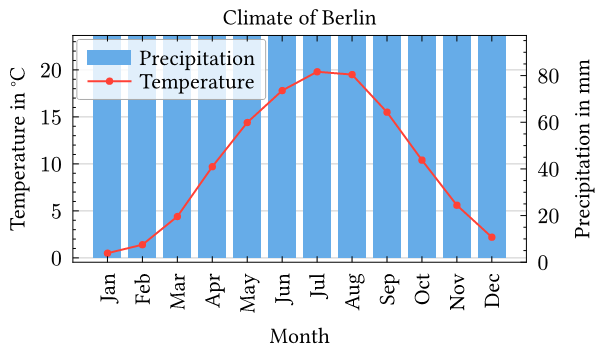 Climate of Berlin
Precipitation
Temperature
Temperature in °C
20
15
10
5
0
Precipitation in mm
80
60
40
20
0
Jan
Feb
Mar
Apr
May
Jun
Jul
Aug
Sep
Oct
Nov
Dec
Month